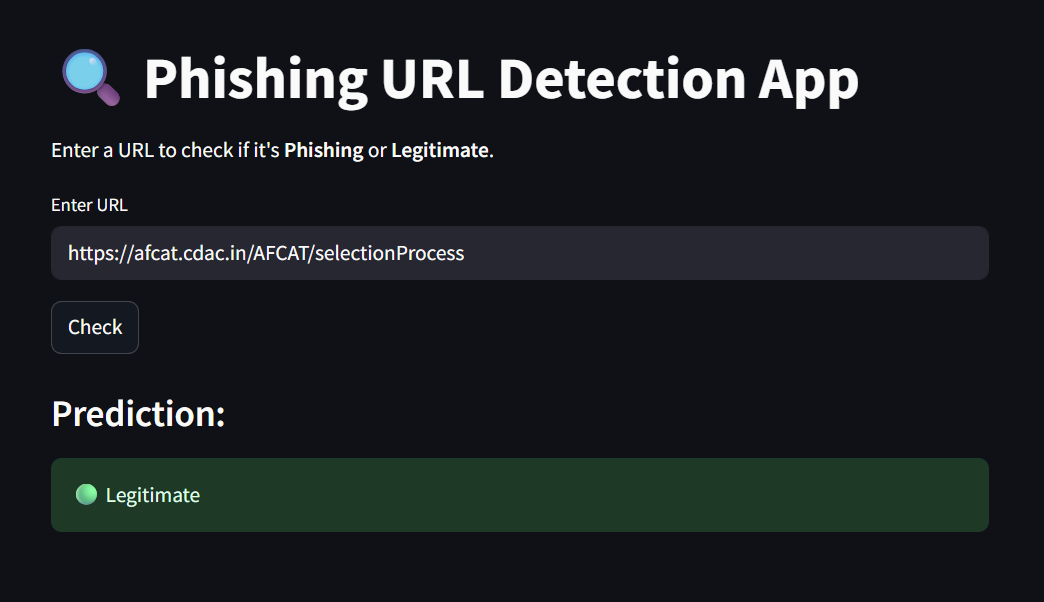 Phishing URL Detection App
Enter a URL to check if it's Phishing or Legitimate.
Enter URL
https://afcat.cdac.in/AFCAT/selectionProcess
Check
Prediction:
Legitimate